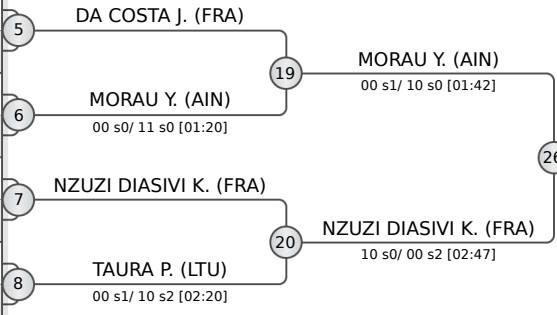 DA COSTA J. (FRA)
5
19
MORAU Y. (AIN)
00 s1/ 10 s0 [01:42]
MORAU Y. (AIN)
6
00 s0/ 11 s0 [01:20]
26
NZUZI DIASIVI K. (FRA)
7
20
NZUZI DIASIVI K. (FRA)
10 s0/ 00 s2 [02:47]
TAURA P. (LTU)
8
00 s1/ 10 s2 [02:20]